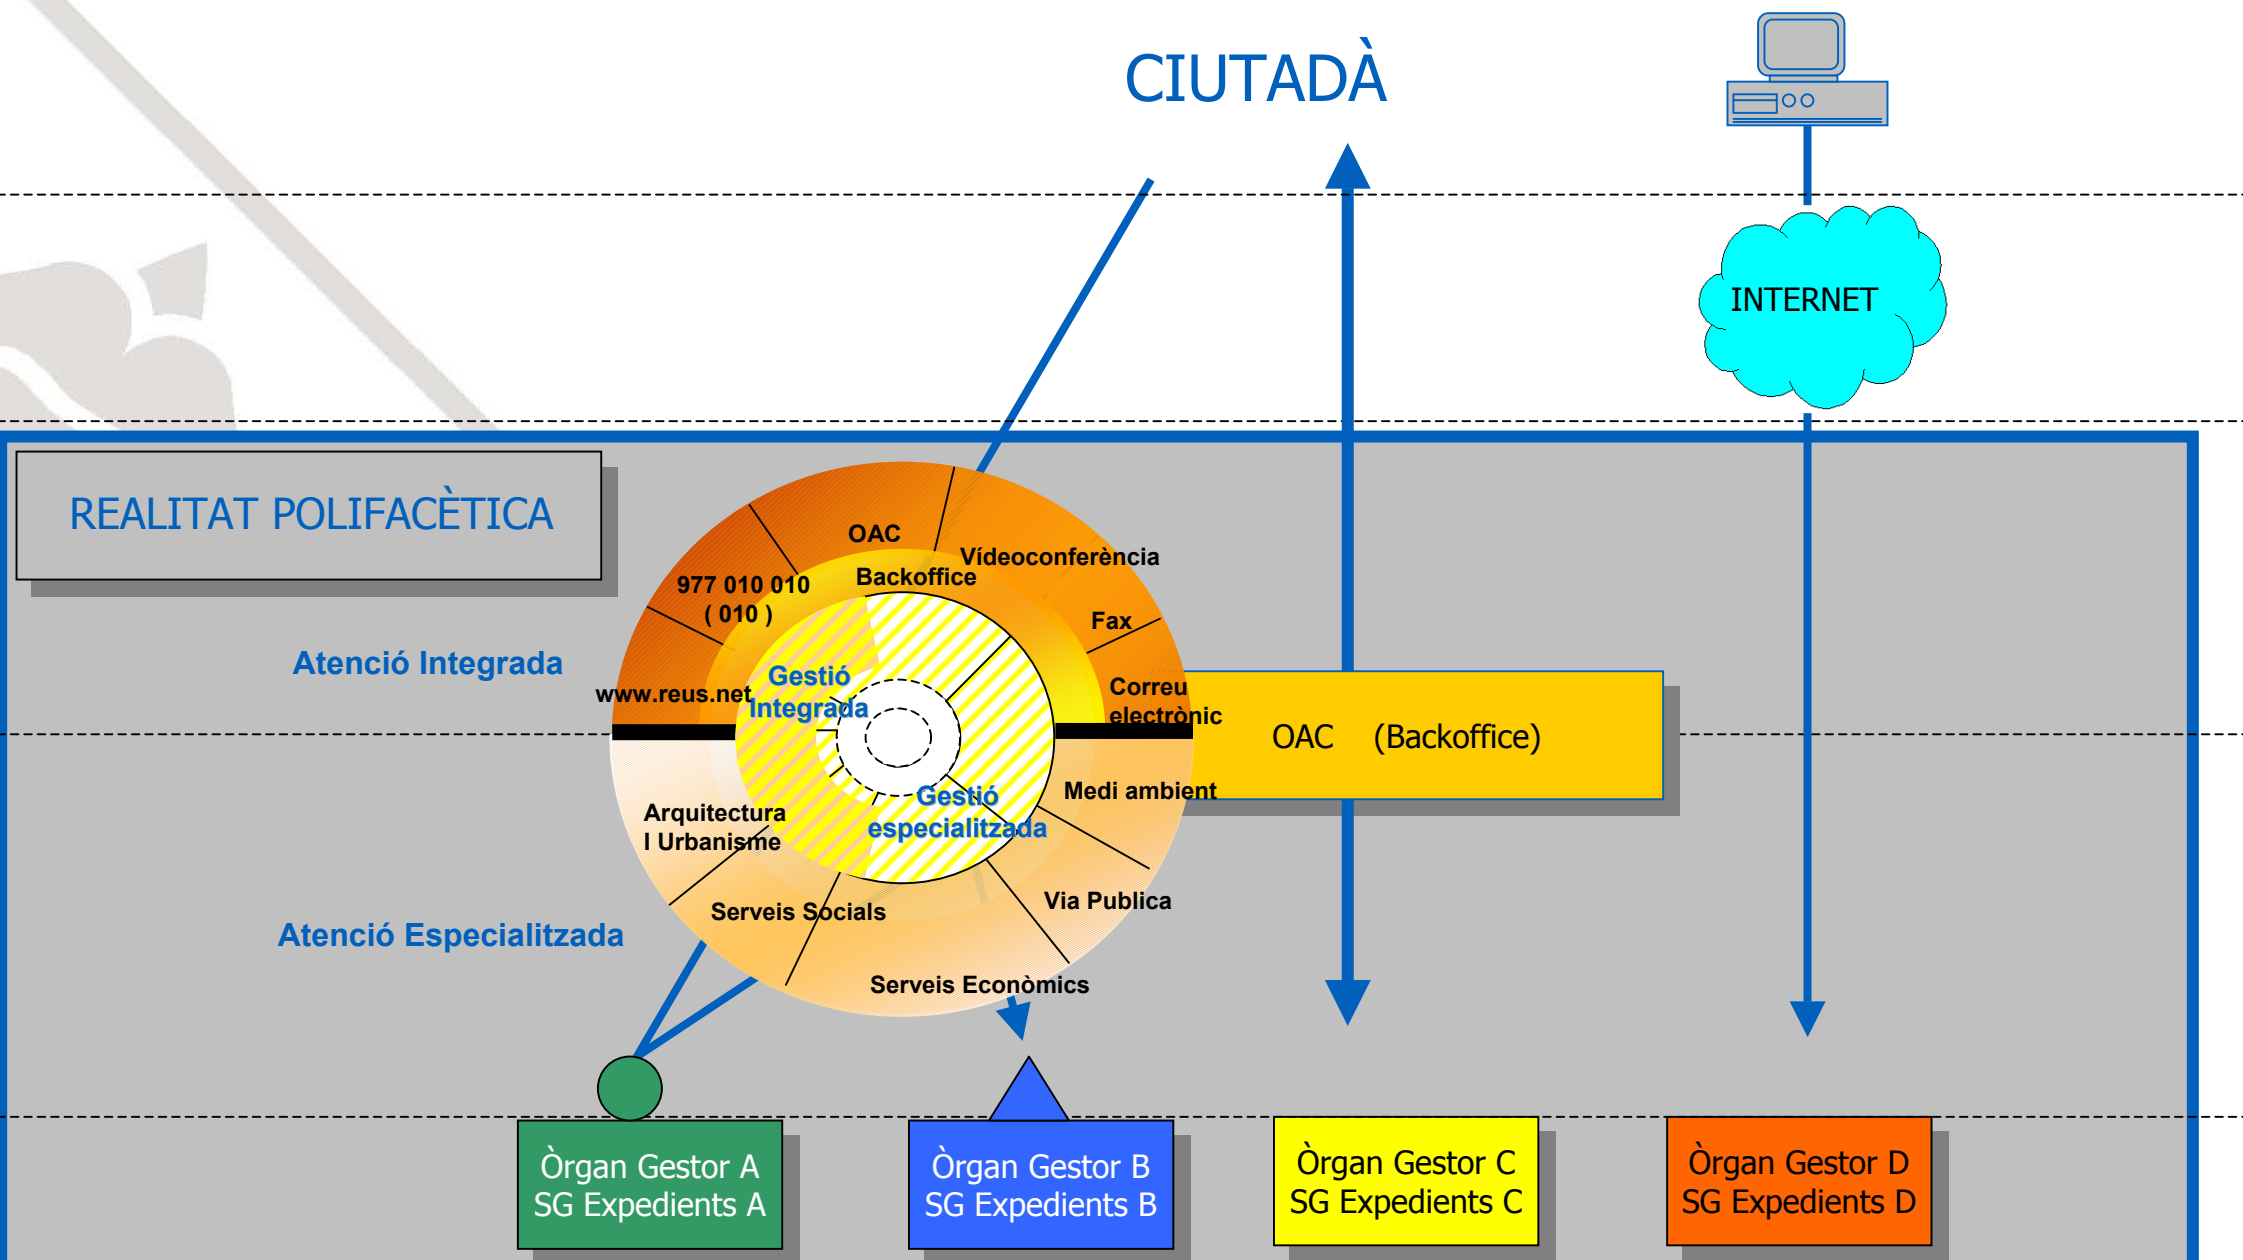 CIUTADÀ
INTERNET
REALITAT POLIFACÈTICA
OAC
Vídeoconferència
Backoffice
977 010 010
( 010 )
Fax
Atenció Integrada
Gestió
Integrada
www.reus.net
Correu
electrònic
OAC (Backoffice)
Medi ambient
Gestió
especialitzada
Arquitectura
I Urbanisme
Via Publica
Serveis Socials
Atenció Especialitzada
Serveis Econòmics
Òrgan Gestor A
SG Expedients A
Òrgan Gestor B
SG Expedients B
Òrgan Gestor C
SG Expedients C
Òrgan Gestor D
SG Expedients D